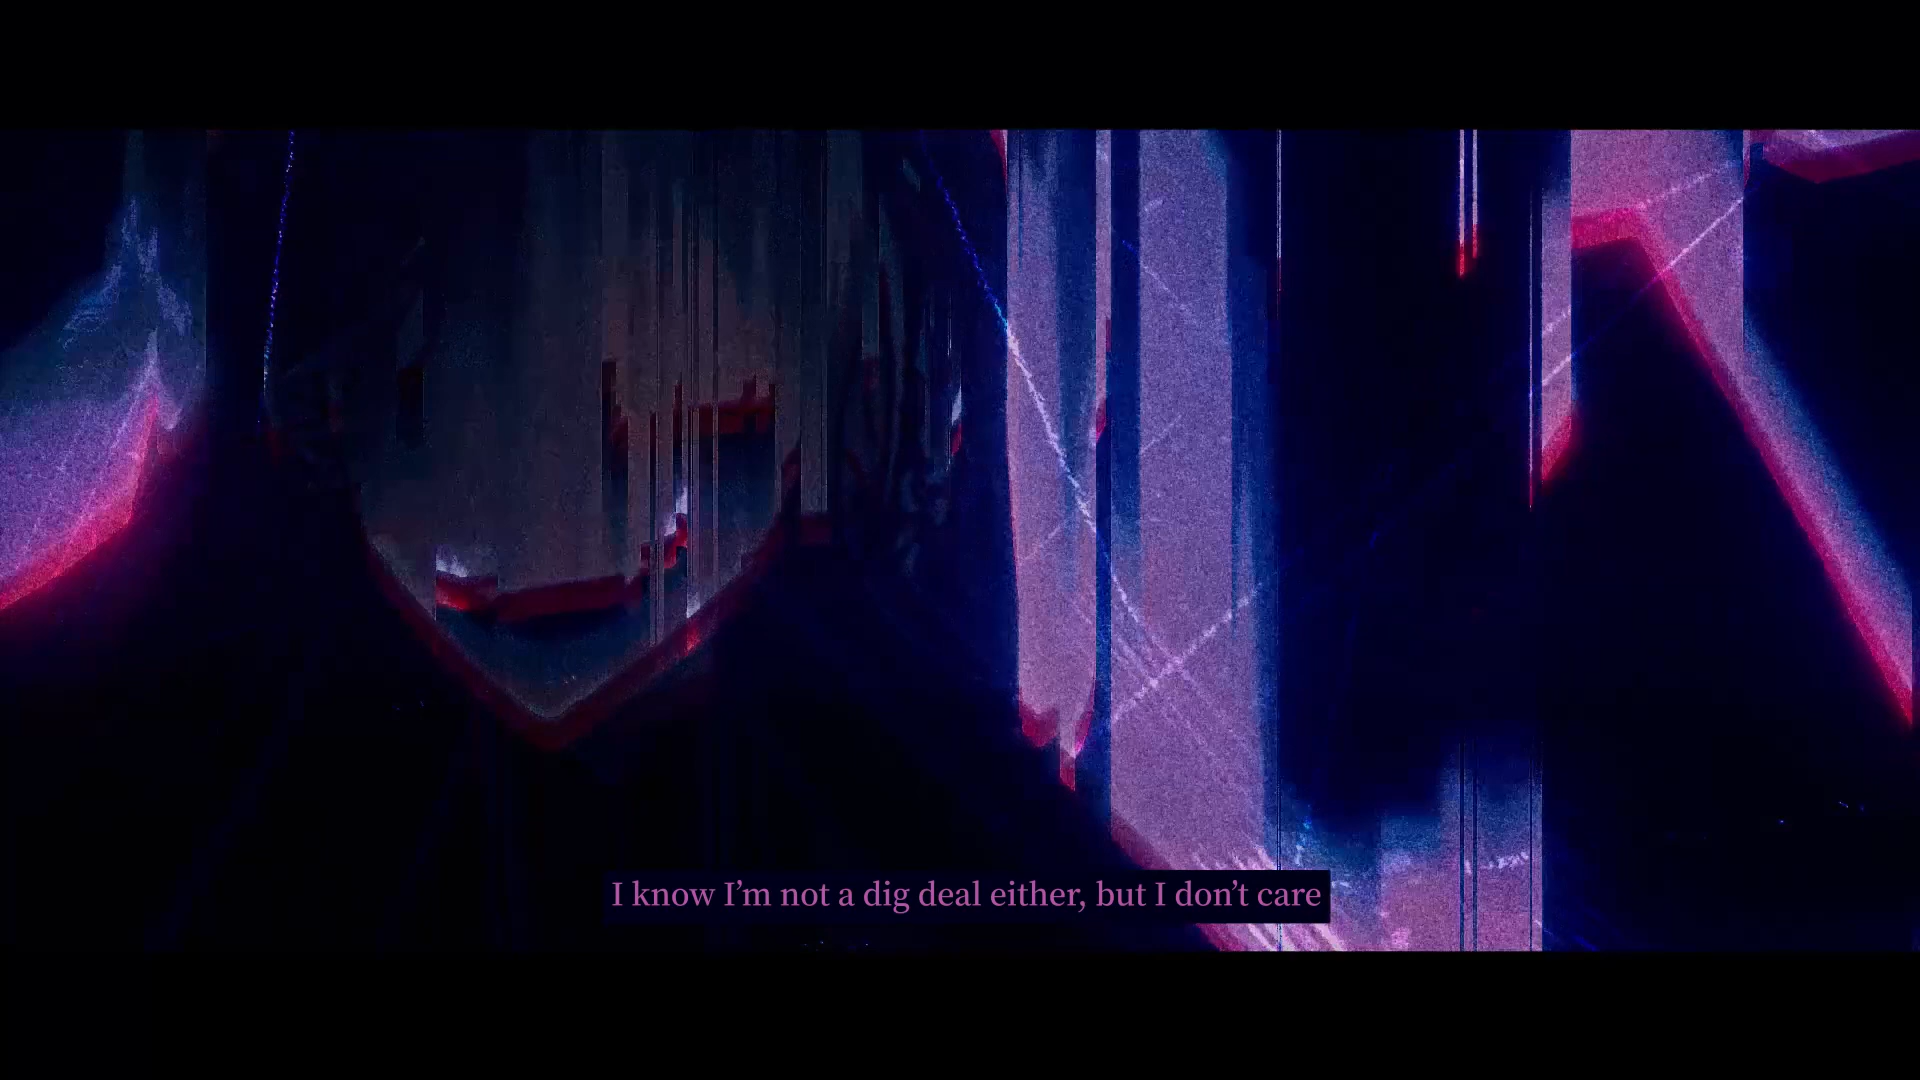 I know I’m not a dig deal either, but I don’t care